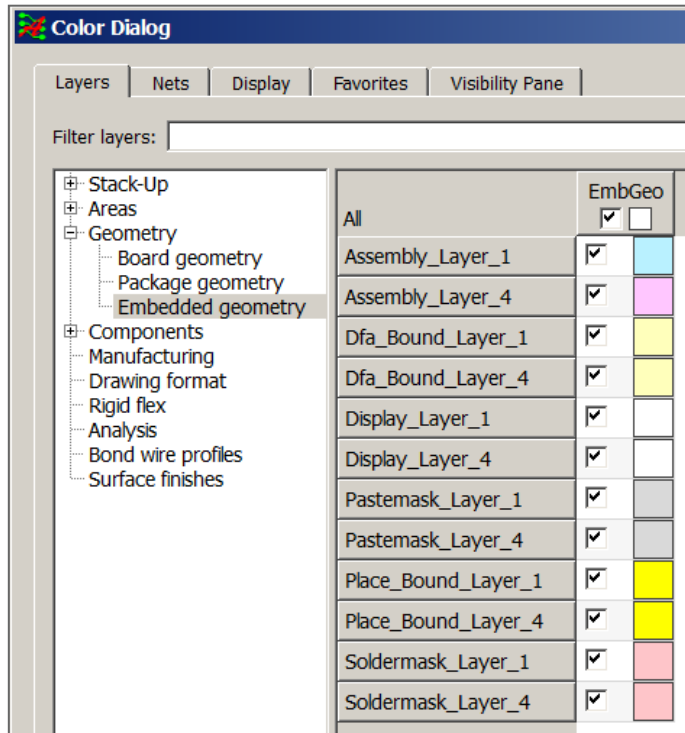 Color Dialog
Layers Nets Display Favorites Visibility Pane
Filter layers:
Stack-Up
Areas
Geometry
Board geometry
Package geometry
Embedded geometry
Components
Manufacturing
Drawing format
Rigid flex
Analysis
Bond wire profiles
Surface finishes
EmbGeo
All
Assembly_Layer_1
Assembly_Layer_4
Dfa_Bound_Layer_1
Dfa_Bound_Layer_4
Display_Layer_1
Display_Layer_4
Pastemask_Layer_1
Pastemask_Layer_4
Place_Bound_Layer_1
Place_Bound_Layer_4
Soldermask_Layer_1
Soldermask_Layer_4